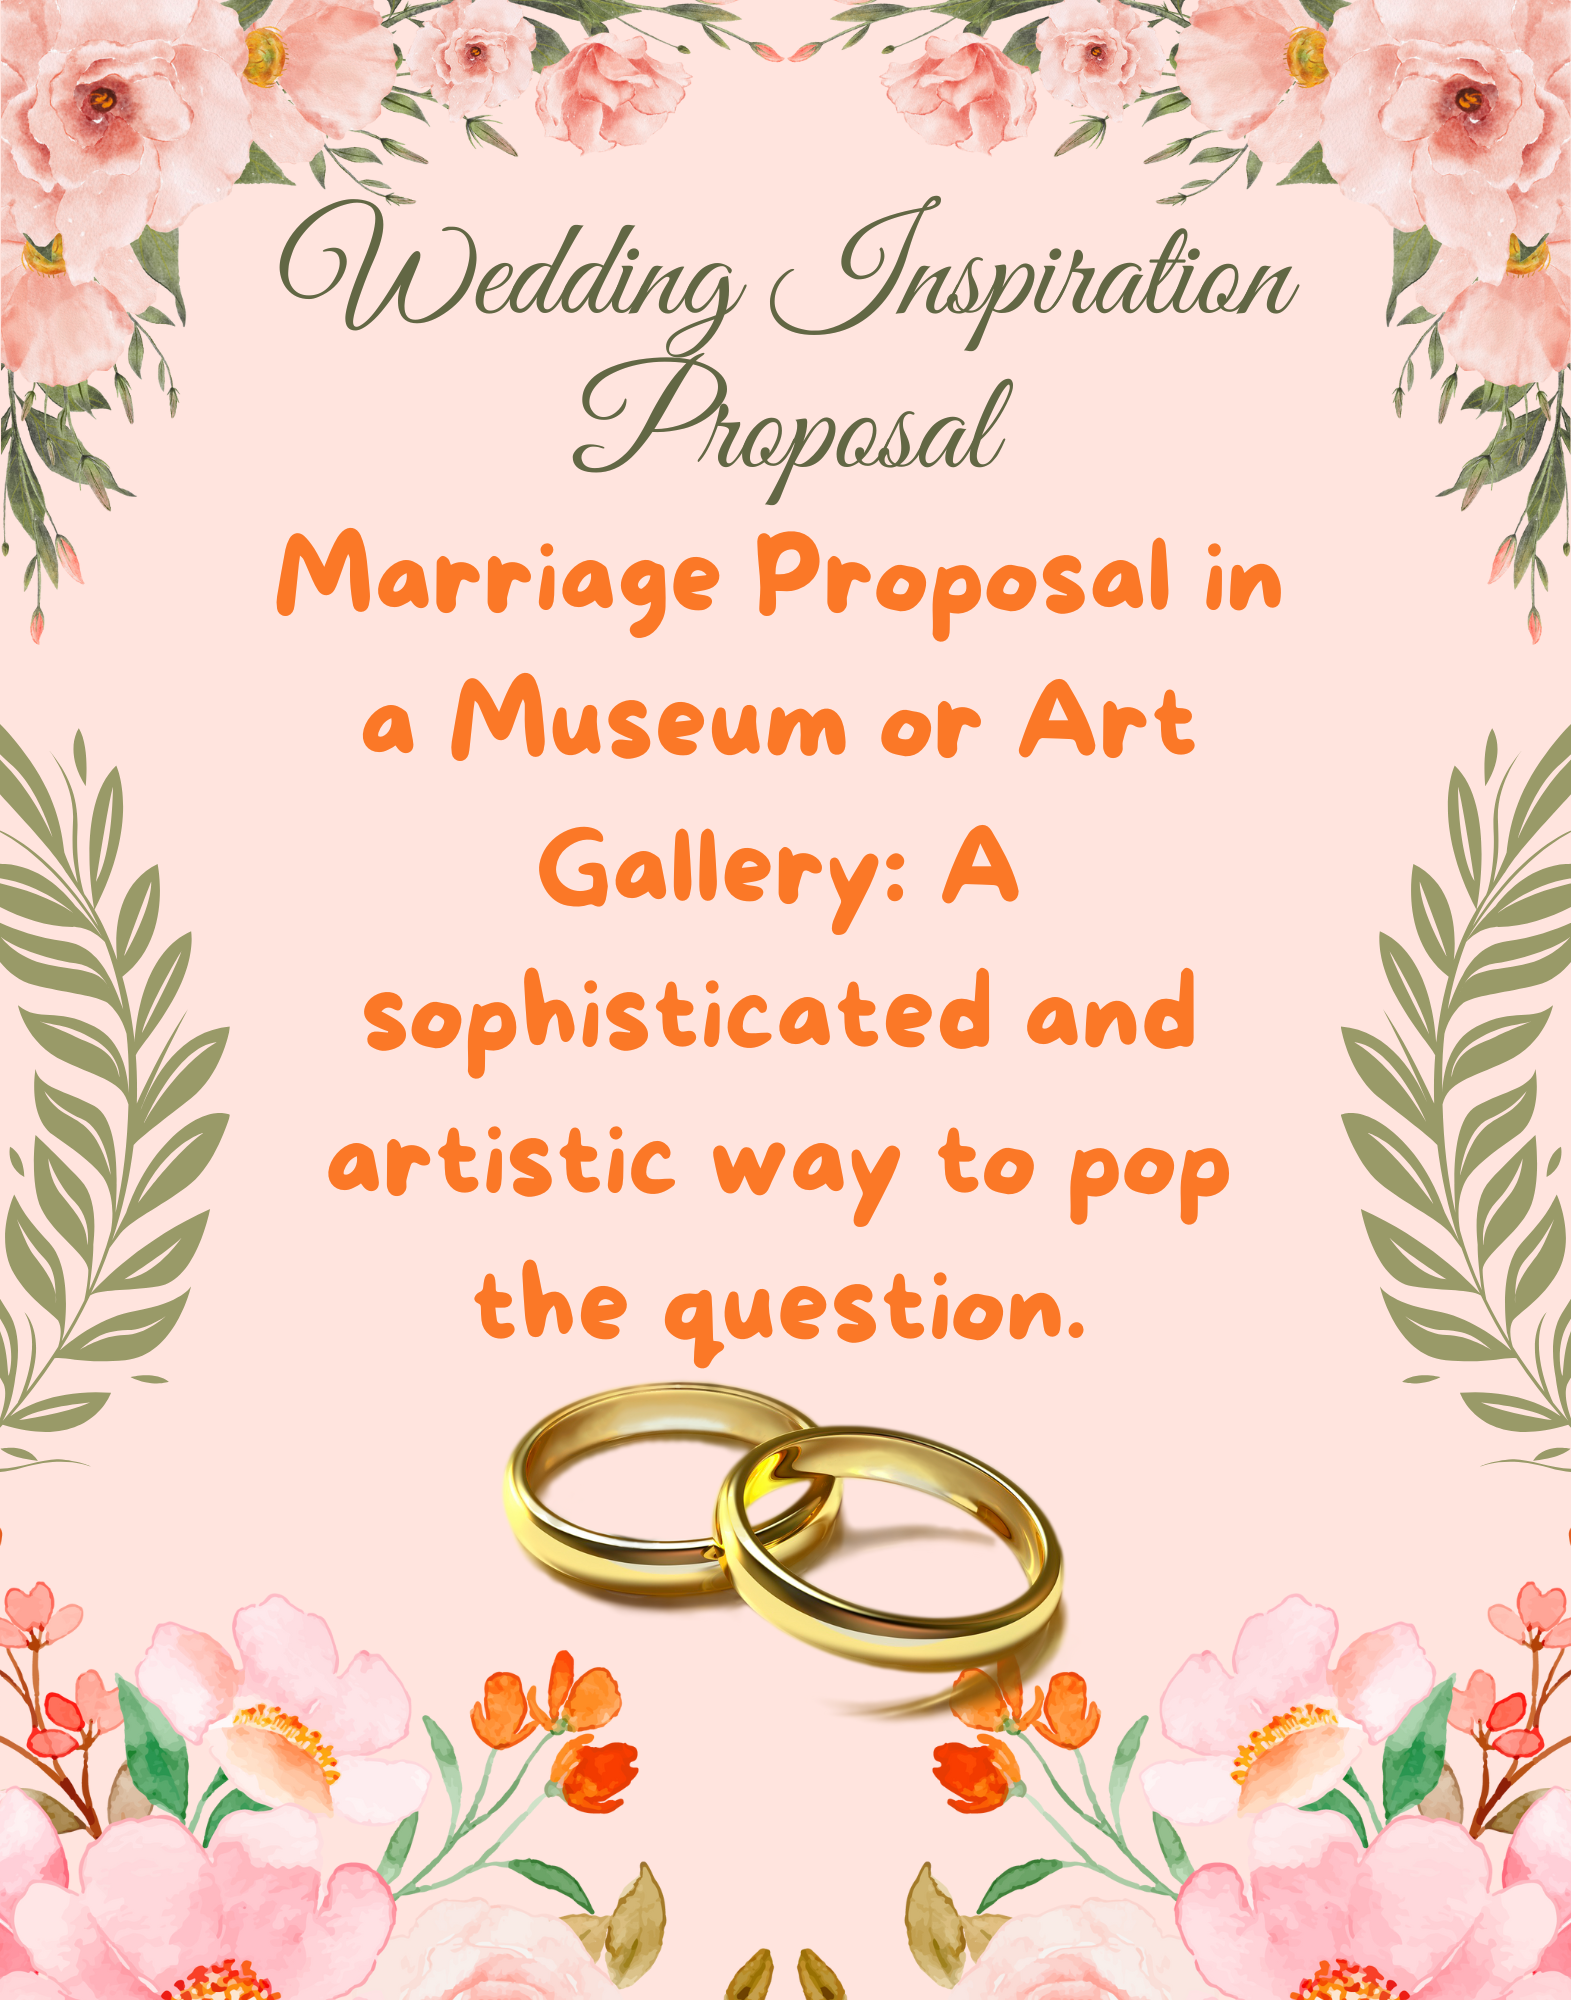 Wedding Inspiration
Proposal
Marriage Proposal in
a Museum or Art
Gallery: A
sophisticated and
artistic way to pop
the question.